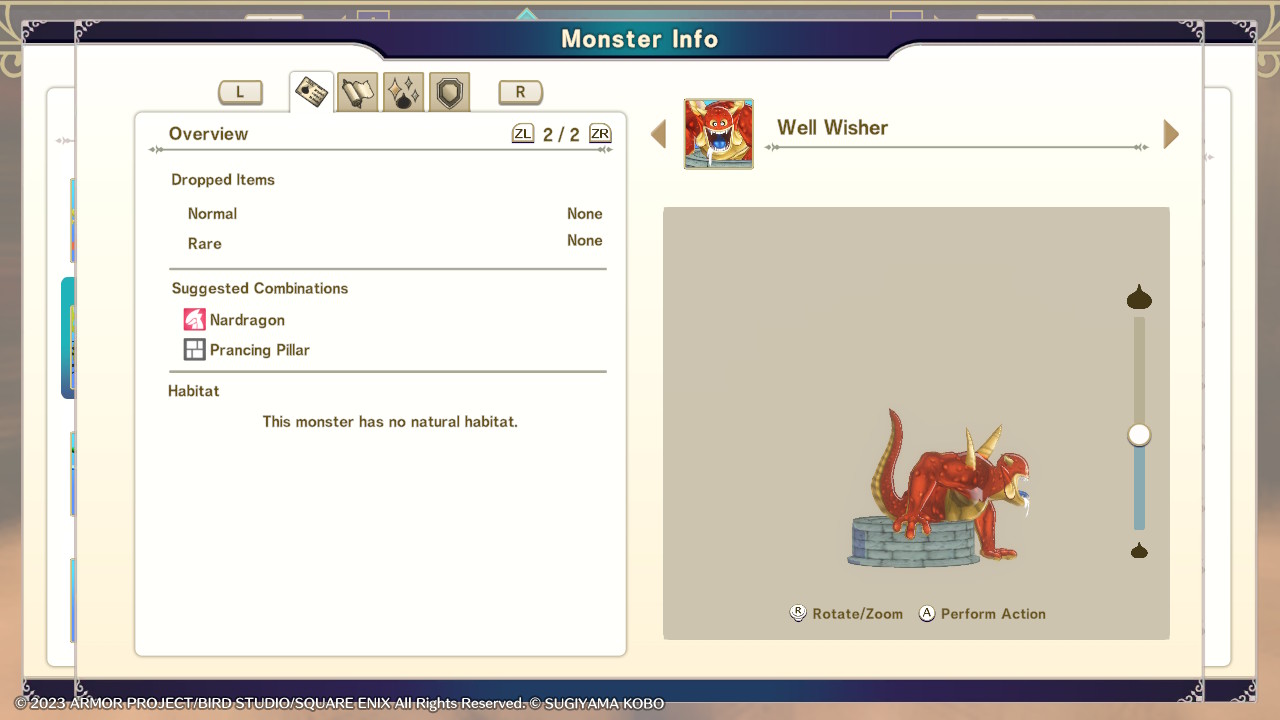 Monster Info
L
R
Overview
ZL 2 / 2 ZR
Dropped Items
Normal None
Rare None
Suggested Combinations
Nardragon
Prancing Pillar
Habitat
This monster has no natural habitat.
Well Wisher
R Rotate/Zoom A Perform Action
© 2023 ARMOR PROJECT/BIRD STUDIO/SQUARE ENIX All Rights Reserved. © SUGIYAMA KOBO